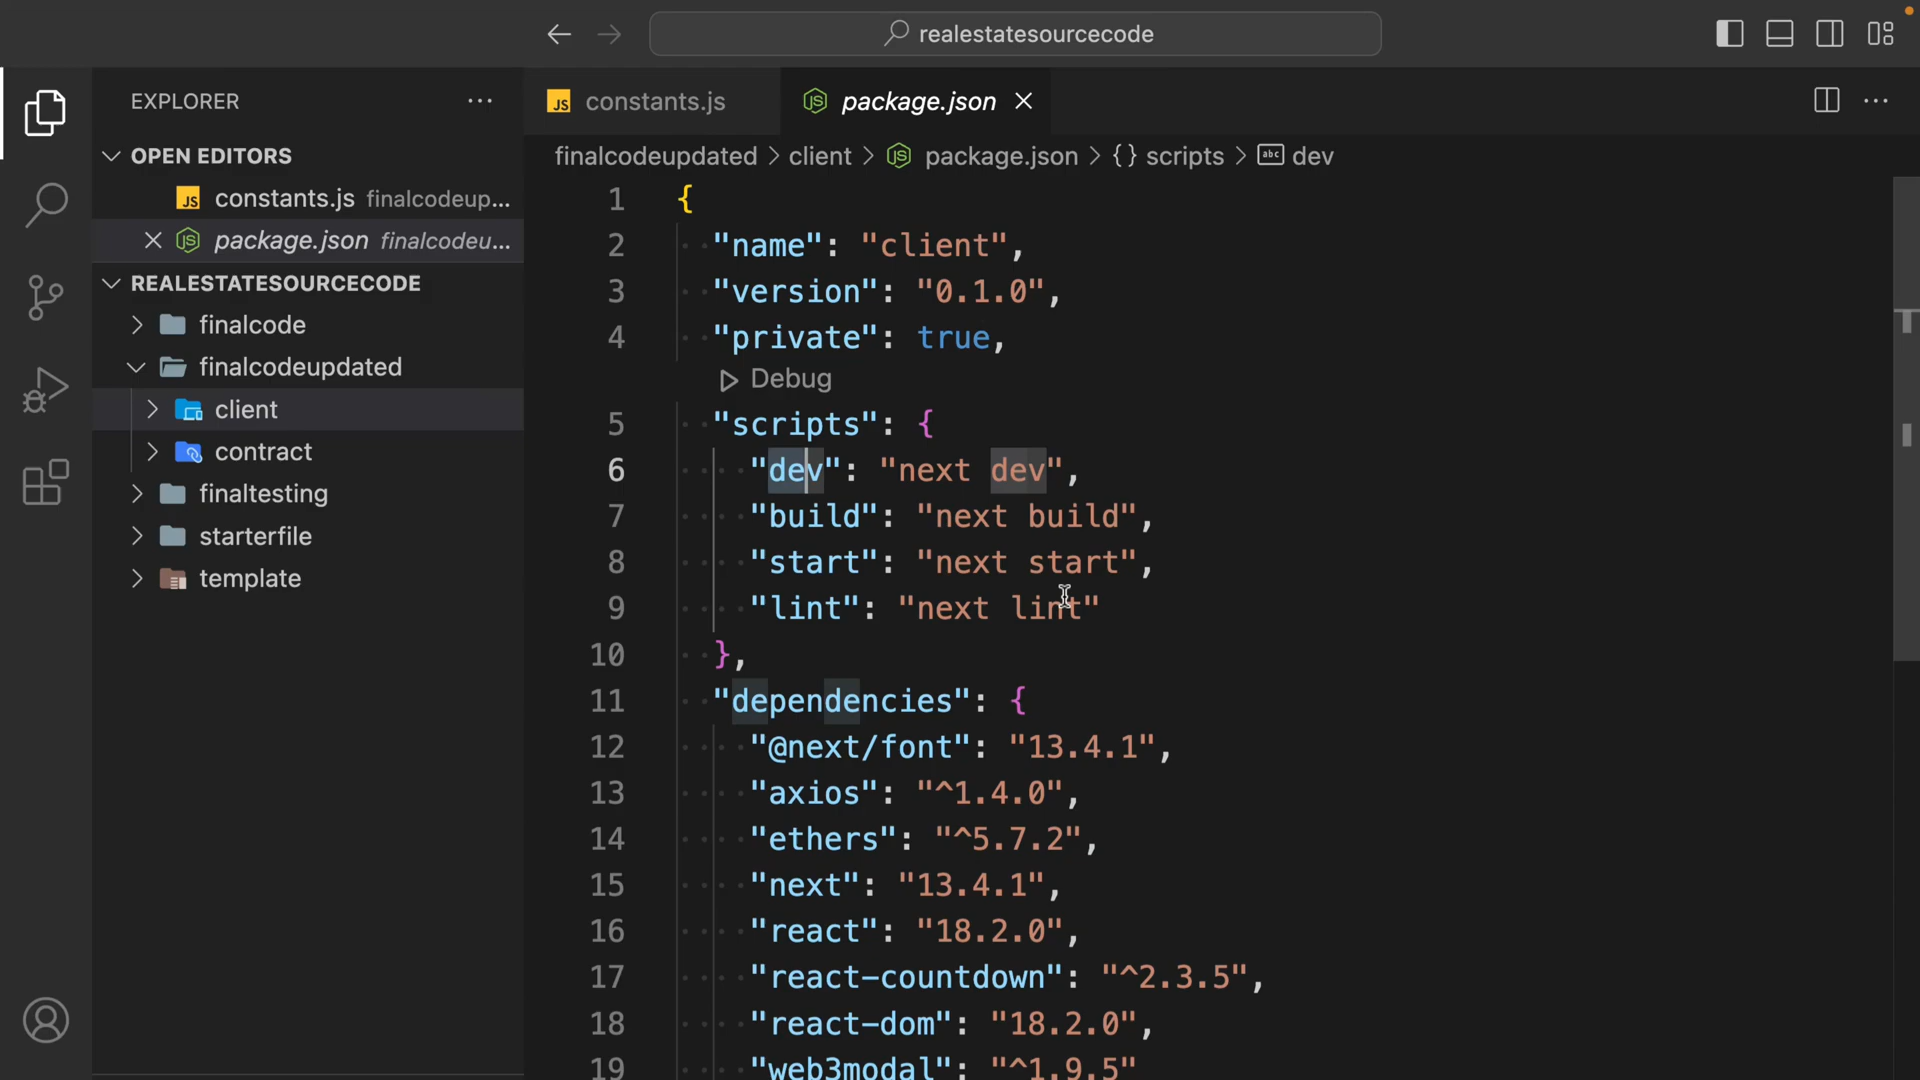 realestatesourcecode
EXPLORER
OPEN EDITORS
JS constants.js finalcodeup...
package.json finalcodeu...
REALESTATESOURCECODE
finalcode
finalcodeupdated
client
contract
finaltesting
starterfile
template
JS constants.js
package.json
finalcodeupdated > client > package.json > {} scripts > abc dev
1 {
2 "name": "client",
3 "version": "0.1.0",
4 "private": true,
Debug
5 "scripts": {
6 "dev": "next dev",
7 "build": "next build",
8 "start": "next start",
9 "lint": "next lint"
10 },
11 "dependencies": {
12 "@next/font": "13.4.1",
13 "axios": "^1.4.0",
14 "ethers": "^5.7.2",
15 "next": "13.4.1",
16 "react": "18.2.0",
17 "react-countdown": "^2.3.5",
18 "react-dom": "18.2.0",
19 "web3modal": "^1.9.5"